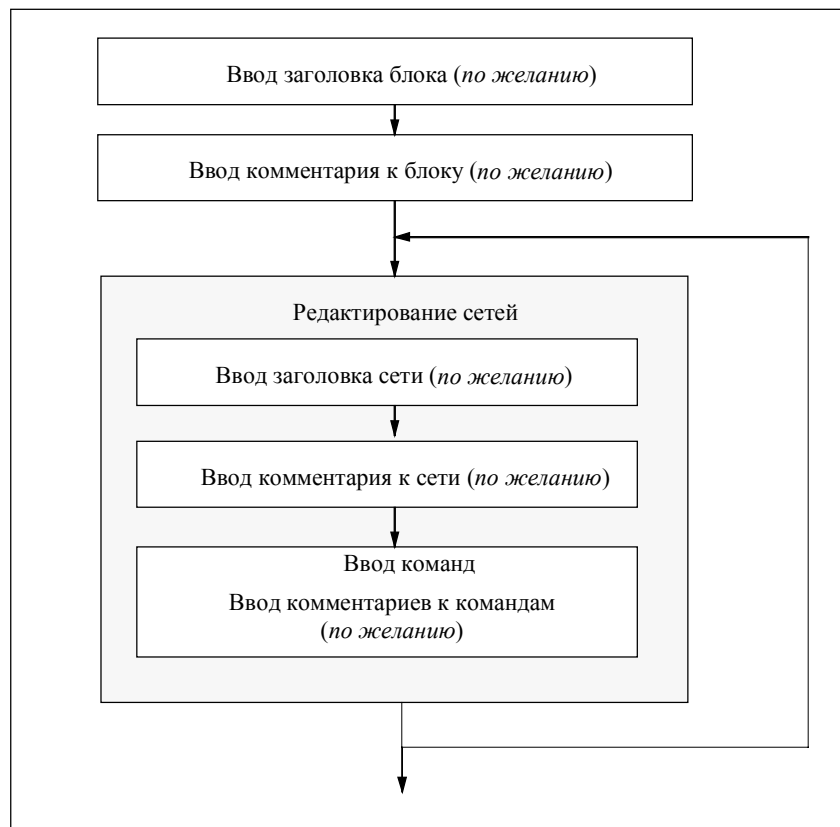 Ввод заголовка блока (по желанию)
Ввод комментария к блоку (по желанию)
Редактирование сетей
Ввод заголовка сети (по желанию)
Ввод комментария к сети (по желанию)
Ввод команд
Ввод комментариев к командам
(по желанию)